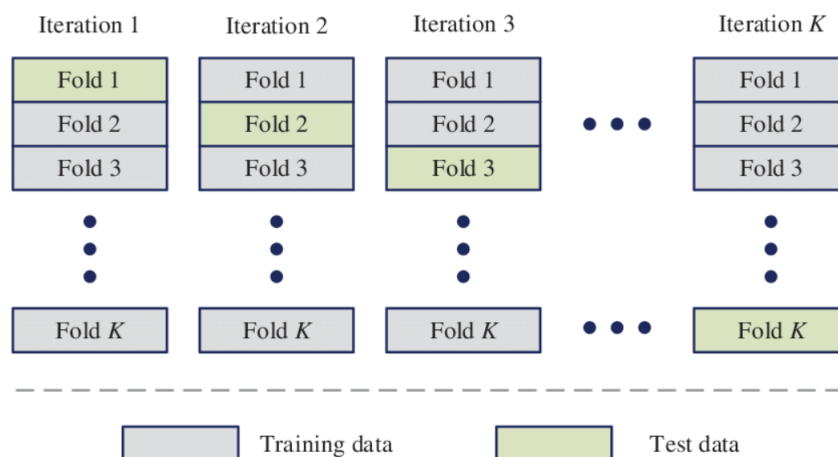 Iteration 1 Iteration 2 Iteration 3 Iteration K
Fold 1 Fold 1 Fold 1 Fold 1
Fold 2 Fold 2 Fold 2 Fold 2
Fold 3 Fold 3 Fold 3 Fold 3
Fold K Fold K Fold K Fold K
Training data Test data